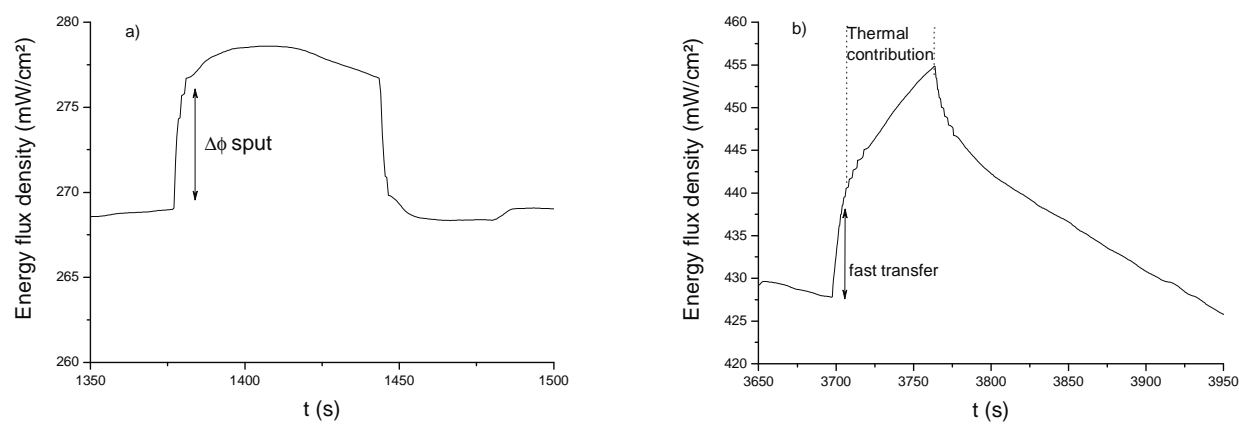 a)
280
275
270
265
260
Energy flux density (mW/cm²)
Δϕ sput
1350
1400
1450
1500
t (s)
b)
460
455
450
445
440
435
430
425
420
Energy flux density (mW/cm²)
Thermal
contribution
fast transfer
3650
3700
3750
3800
3850
3900
3950
t (s)